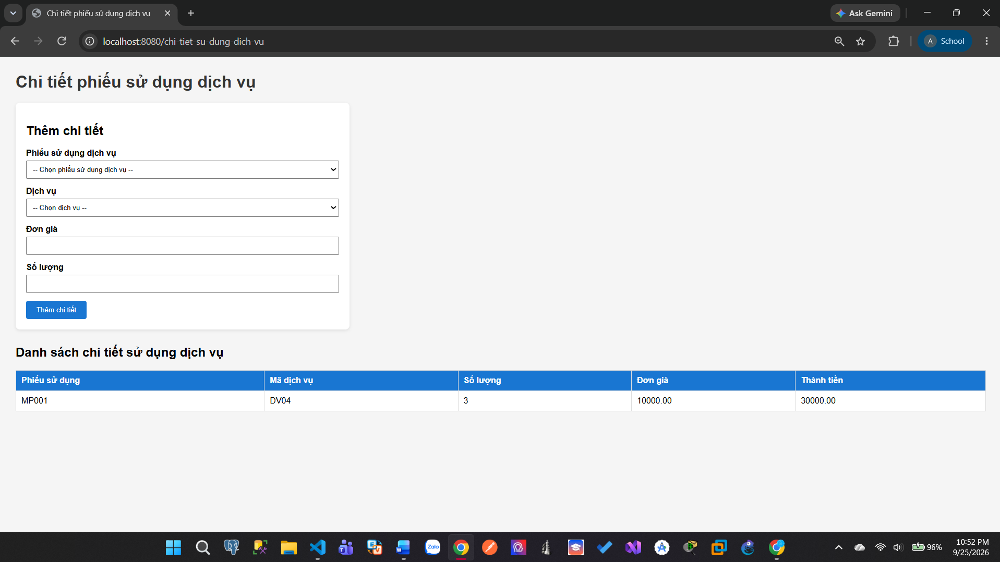 Chi tiết phiếu sử dụng dịch vụ
Ask Gemini
localhost:8080/chi-tiet-su-dung-dich-vu
A School
Chi tiết phiếu sử dụng dịch vụ
Thêm chi tiết
Phiếu sử dụng dịch vụ
-- Chọn phiếu sử dụng dịch vụ --
Dịch vụ
-- Chọn dịch vụ --
Đơn giá
Số lượng
Thêm chi tiết
Danh sách chi tiết sử dụng dịch vụ
Phiếu sử dụng Mã dịch vụ Số lượng Đơn giá Thành tiền
MP001 DV04 3 10000.00 30000.00
Zalo
96%
10:52 PM
9/25/2026